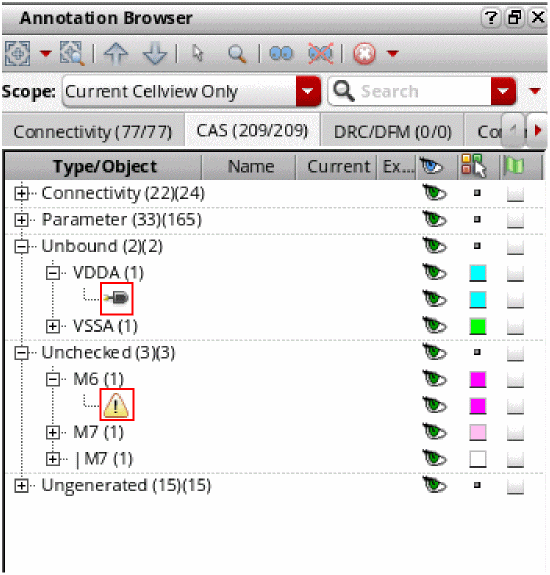 Annotation Browser
Scope: Current Cellview Only Search
Connectivity (77/77) CAS (209/209) DRC/DFM (0/0)
Type/Object Name Current Ex...
Connectivity (22)(24)
Parameter (33)(165)
Unbound (2)(2)
VDDA (1)
VSSA (1)
Unchecked (3)(3)
M6 (1)
M7 (1)
|M7 (1)
Ungenerated (15)(15)